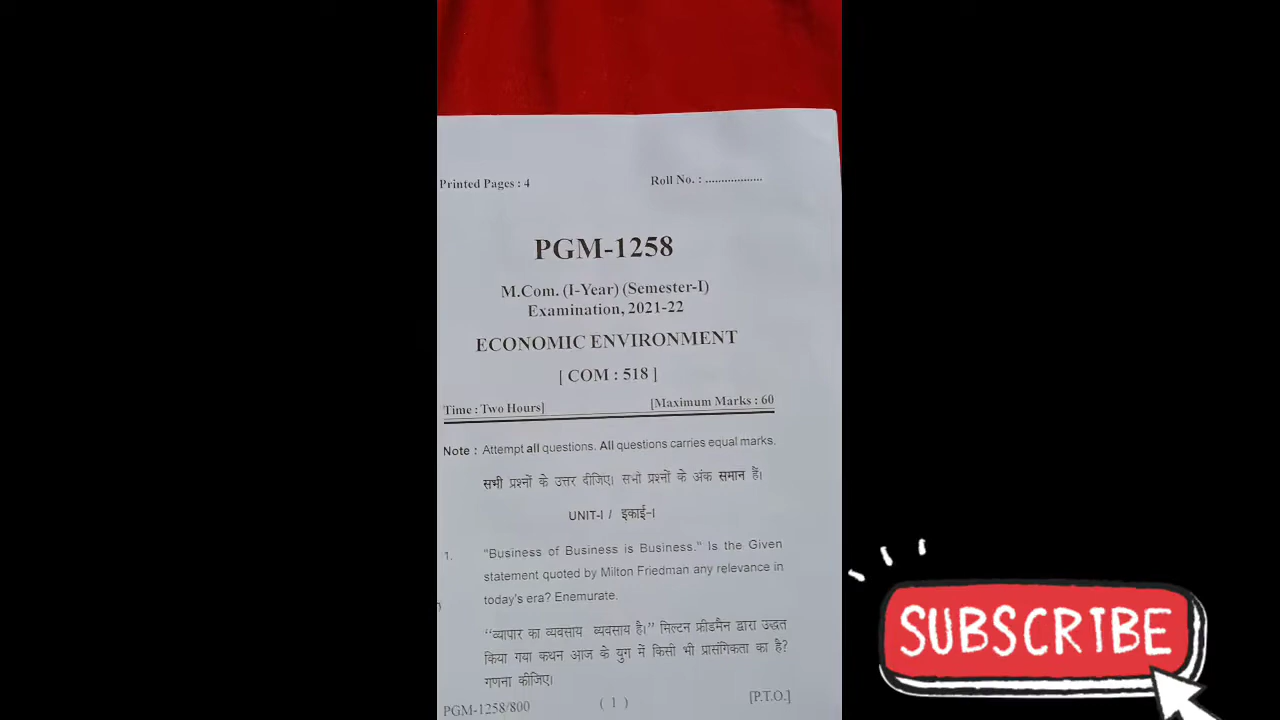 Printed Pages : 4 Roll No. : ..................
PGM-1258
M.Com. (I-Year) (Semester-I)
Examination, 2021-22
ECONOMIC ENVIRONMENT
[ COM : 518 ]
Time : Two Hours] [Maximum Marks : 60
Note : Attempt all questions. All questions carries equal marks.
सभी प्रश्नों के उत्तर दीजिए। सभी प्रश्नों के अंक समान हैं।
UNIT-I / इकाई-I
1. "Business of Business is Business." Is the Given
statement quoted by Milton Friedman any relevance in
today's era? Enemurate.
‘‘व्यापार का व्यवसाय व्यवसाय है।’’ मिल्टन फ्रीडमैन द्वारा उद्धत
किया गया कथन आज के युग में किसी भी प्रासंगिकता का है?
गणना कीजिए।
PGM-1258/800 ( 1 ) [P.T.O.]
SUBSCRIBE